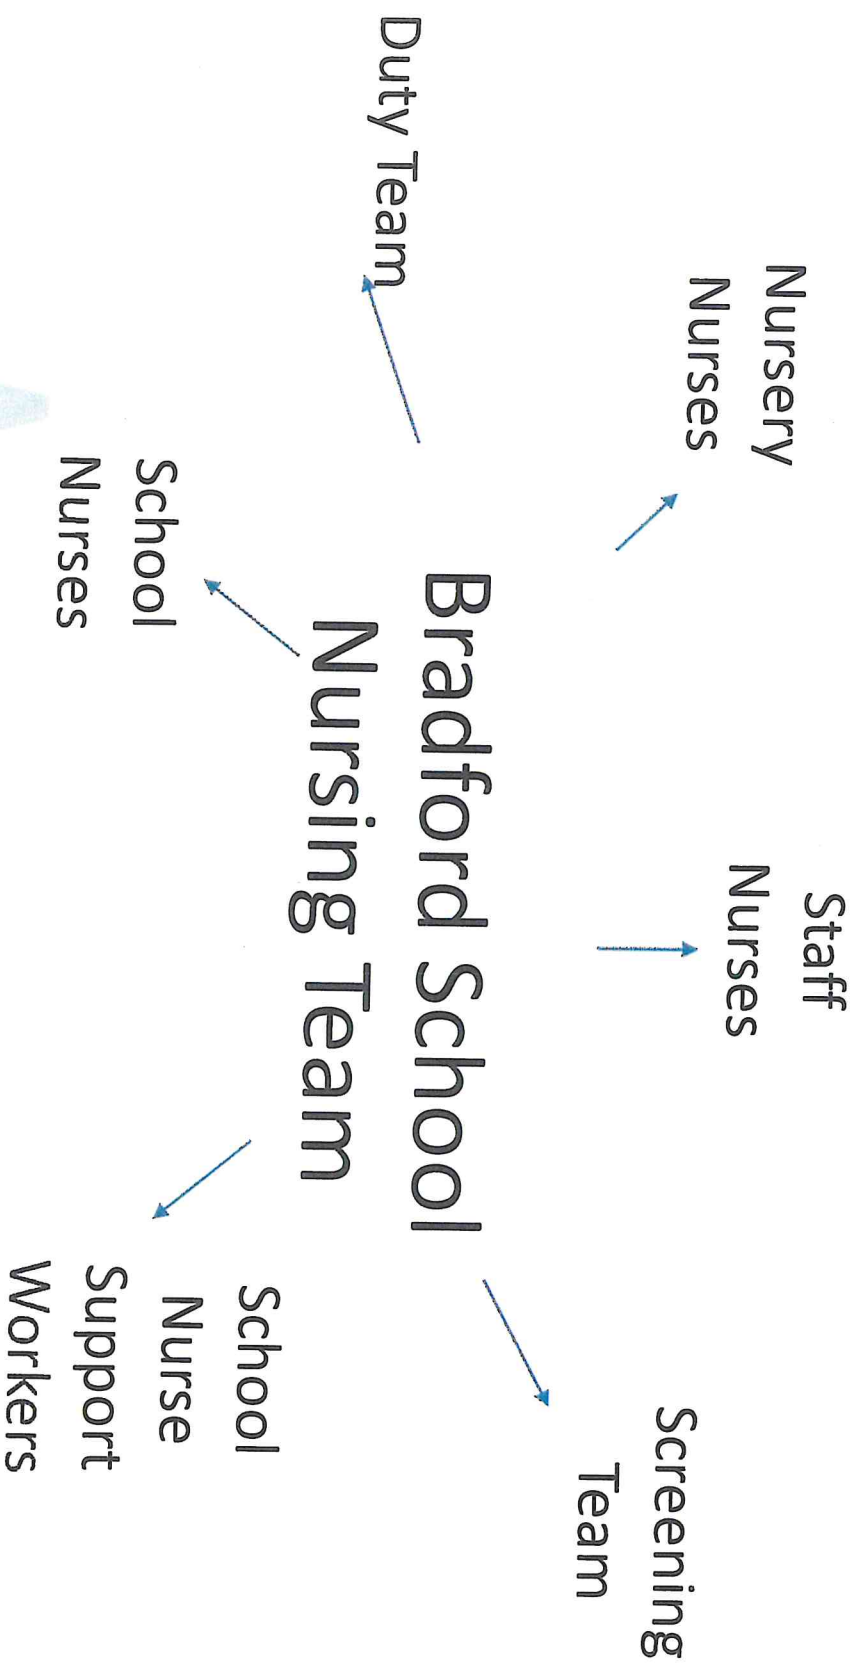 Nursery
Nurses
Staff
Nurses
Screening
Team
Duty Team
Bradford School
Nursing Team
School
Nurses
School
Nurse
Support
Workers